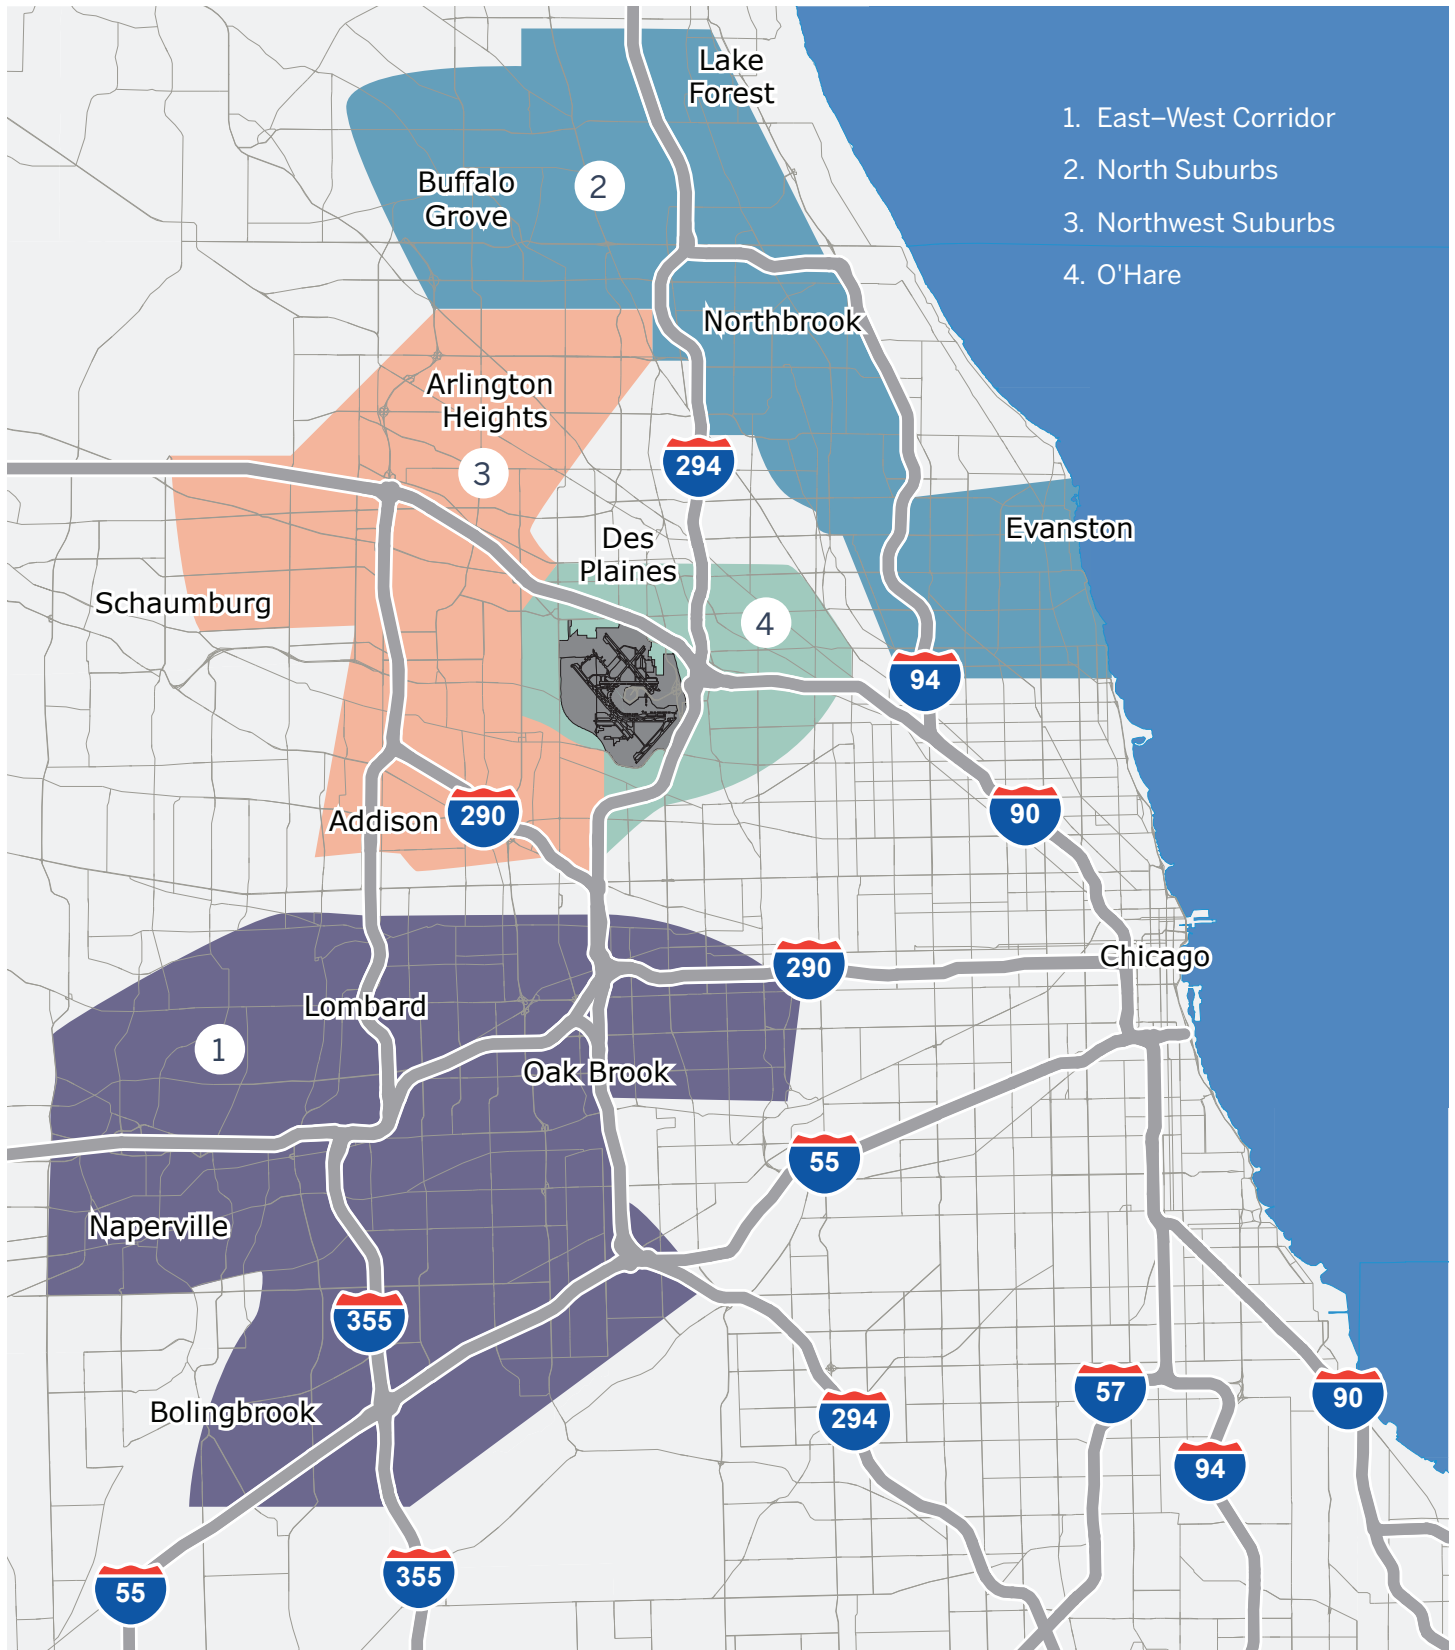 Lake
Forest
1. East–West Corridor
2. North Suburbs
3. Northwest Suburbs
4. O'Hare
Buffalo
Grove
2
Northbrook
Arlington
Heights
3
294
Evanston
Des
Plaines
Schaumburg
4
94
Addison
290
90
Chicago
290
Lombard
1
Oak Brook
55
Naperville
355
Bolingbrook
294
57
90
94
55
355